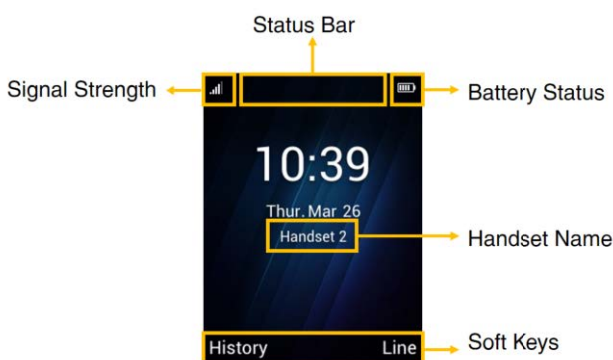 Status Bar
Signal Strength
Battery Status
10:39
Thur. Mar 26
Handset 2
Handset Name
History
Line
Soft Keys